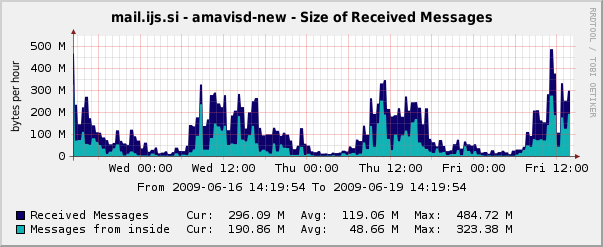 mail.ijs.si - amavisd-new - Size of Received Messages
RRDTOOL / TOBI OETIKER
bytes per hour
500 M
400 M
300 M
200 M
100 M
0
Wed 00:00 Wed 12:00 Thu 00:00 Thu 12:00 Fri 00:00 Fri 12:00
From 2009-06-16 14:19:54 To 2009-06-19 14:19:54
Received Messages Cur: 296.09 M Avg: 119.06 M Max: 484.72 M
Messages from inside Cur: 190.86 M Avg: 48.66 M Max: 323.38 M